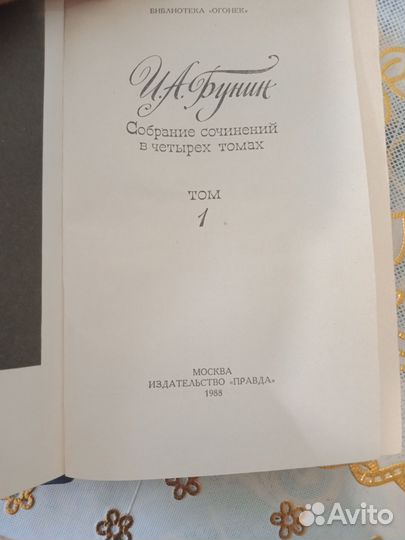 БИБЛИОТЕКА «ОГОНЕК»
И.А.Бунин
Собрание сочинений
в четырех томах
ТОМ
1
МОСКВА
ИЗДАТЕЛЬСТВО «ПРАВДА»
1988
Avito